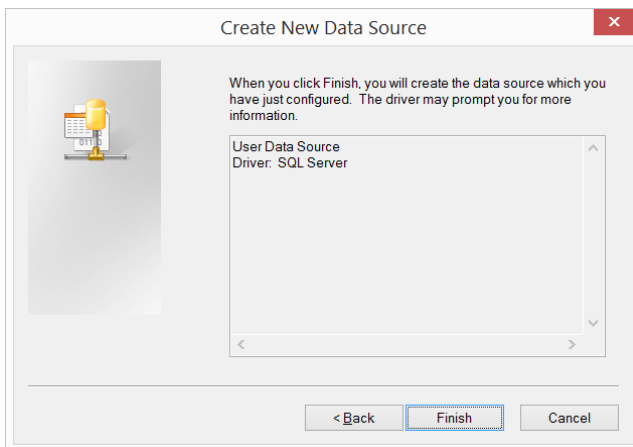 Create New Data Source
x
When you click Finish, you will create the data source which you
have just configured. The driver may prompt you for more
information.
0110
User Data Source
Driver: SQL Server
< Back
Finish
Cancel